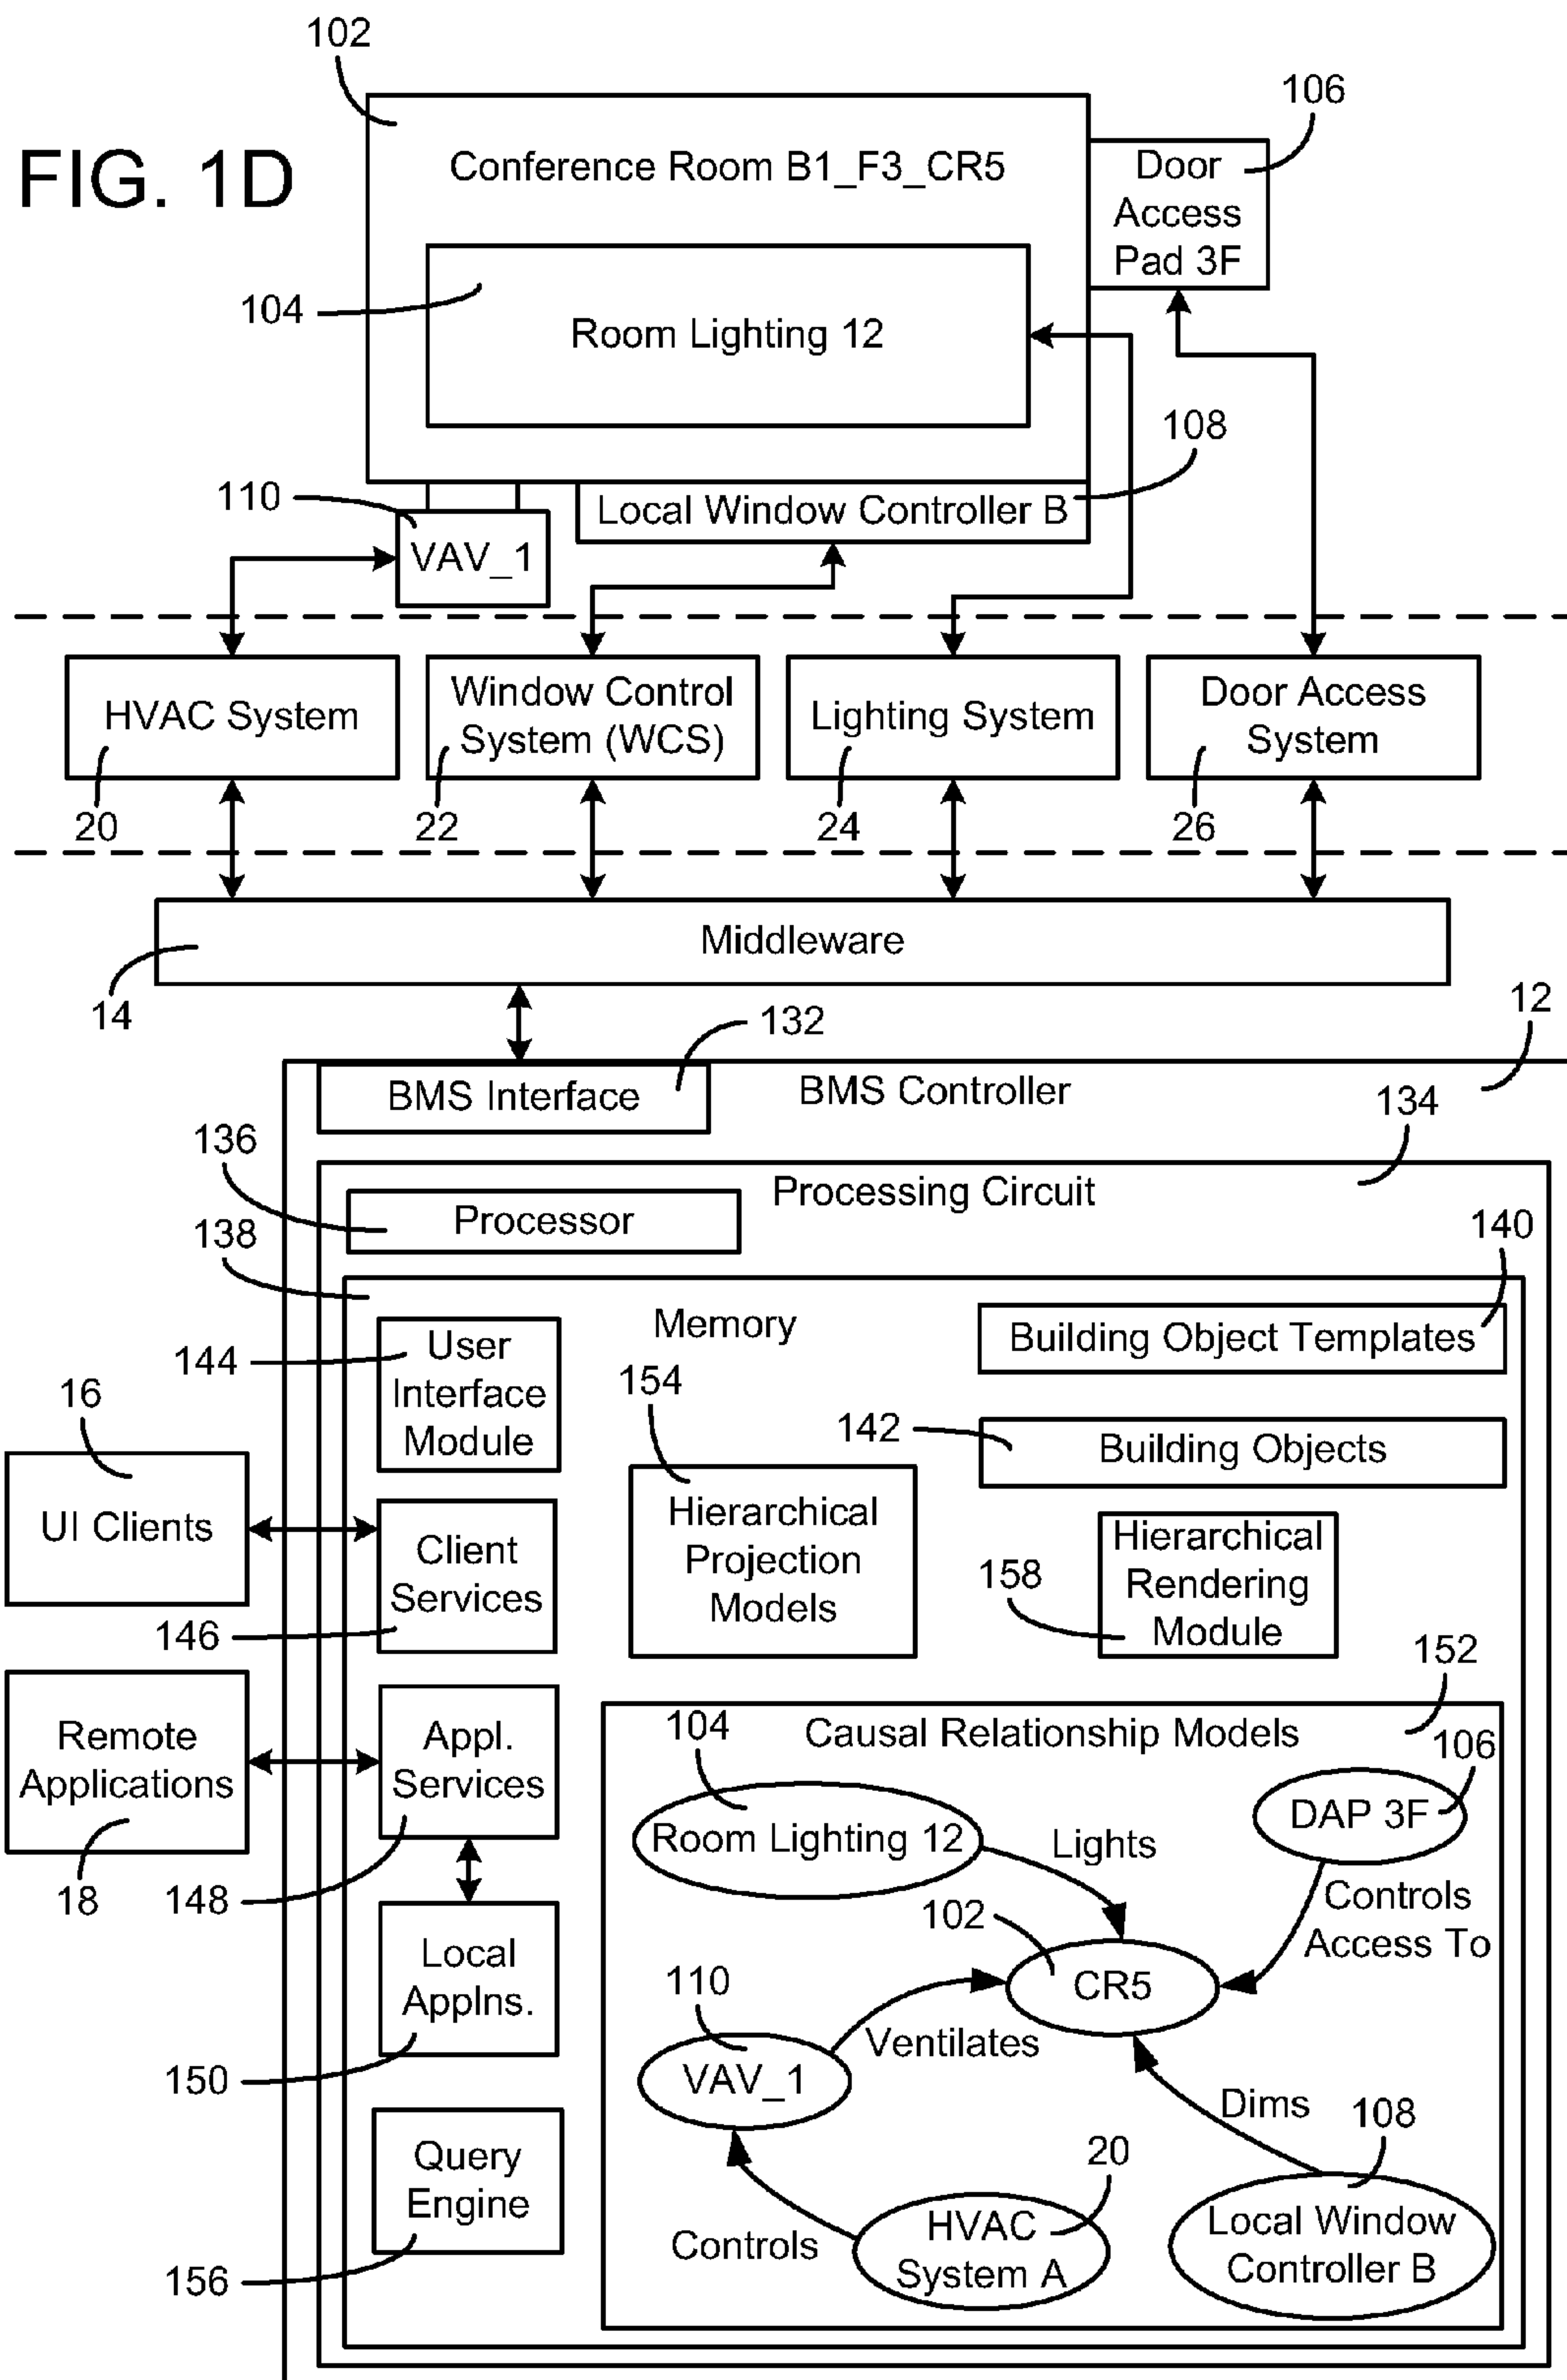 FIG. 1D
102
106
Conference Room B1_F3_CR5
Door
Access
Pad 3F
104
Room Lighting 12
108
110
Local Window Controller B
VAV_1
HVAC System
Window Control
System (WCS)
Lighting System
Door Access
System
20
22
24
26
Middleware
14
12
132
BMS Interface
BMS Controller
134
136
Processing Circuit
Processor
138
140
Memory
Building Object Templates
144
User
Interface
Module
154
142
Building Objects
16
UI Clients
Client
Services
146
Hierarchical
Projection
Models
Hierarchical
Rendering
Module
158
152
Remote
Applications
18
Appl.
Services
148
Causal Relationship Models
104
106
Room Lighting 12
Lights
DAP 3F
Controls
Access To
102
CR5
Local
Applns.
150
110
VAV_1
Ventilates
Dims
108
20
Query
Engine
156
Controls
HVAC
System A
Local Window
Controller B